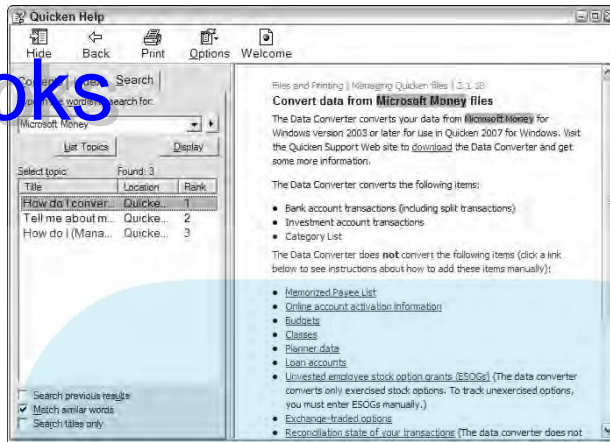 Quicken Help
Hide Back Print Options Welcome
oks
Search
search for:
Microsoft Money
List Topics Display
Select topic: Found: 3
Title Location Rank
How do I conver... Quicke... 1
Tell me about m... Quicke... 2
How do I (Mana... Quicke... 3
Search previous results
Match similar words
Search titles only
Files and Printing | Managing Quicken files |
Convert data from Microsoft Money files
The Data Converter converts your data from Microsoft Money for
Windows version 2003 or later for use in Quicken 2007 for Windows. Visit
the Quicken Support Web site to download the Data Converter and get
some more information.
The Data Converter converts the following items:
• Bank account transactions (including split transactions)
• Investment account transactions
• Category List
The Data Converter does not convert the following items (click a link
below to see instructions about how to add these items manually):
• Memorized Payee List
• Online account activation information
• Budgets
• Classes
• Planner data
• Loan accounts
• Unvested employee stock option grants (ESOGs) (The data converter
converts only exercised stock options. To track unexercised options,
you must enter ESOGs manually.)
• Exchange-traded options
• Reconciliation state of your transactions (The data converter does not